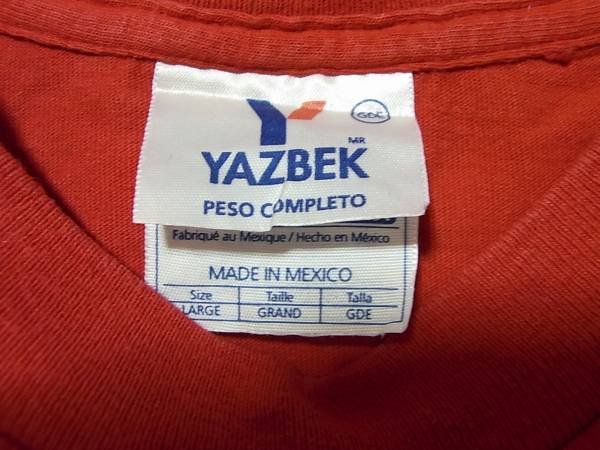 GDE
YAZBEK MR
PESO COMPLETO
Fabriqué au Mexique / Hecho en México
MADE IN MEXICO
Size Taille Talla
LARGE GRAND GDE